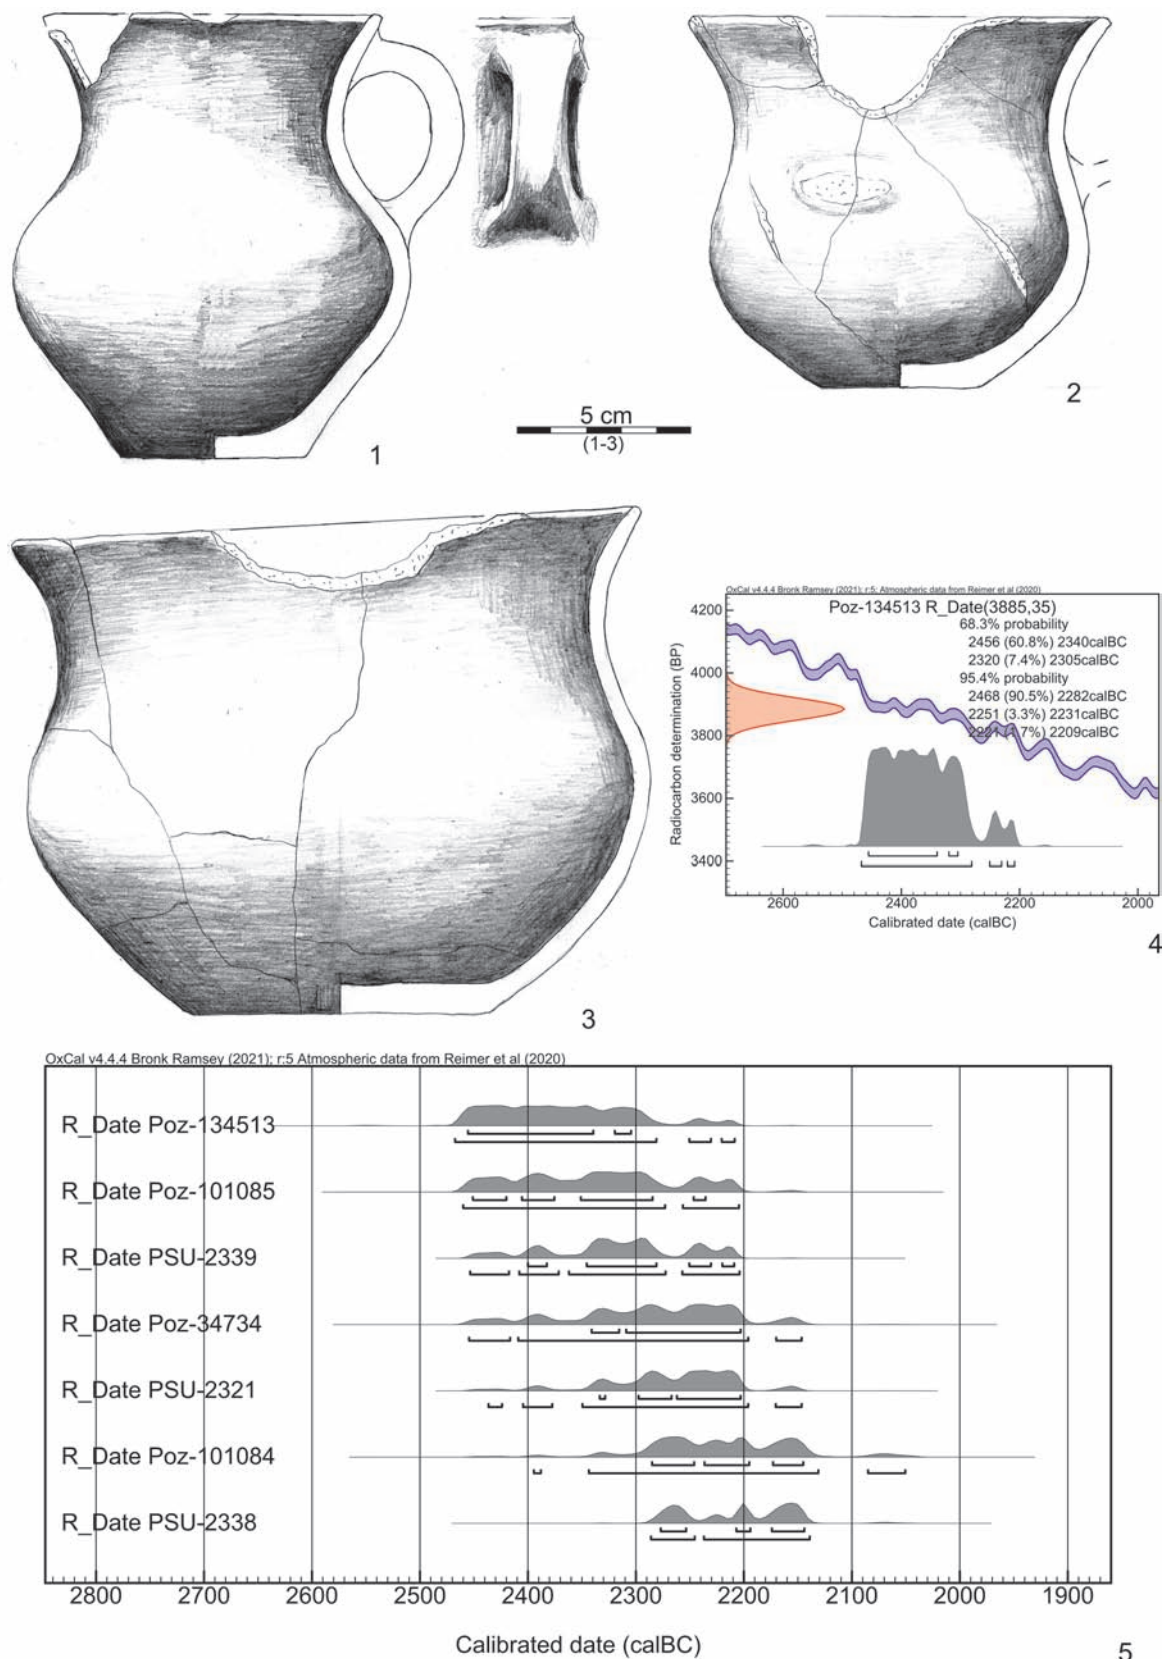 1
5 cm
(1-3)
2
3
OxCal v4.4.4 Bronk Ramsey (2021); r:5; Atmospheric data from Reimer et al (2020)
Poz-134513 R_Date(3885,35)
68.3% probability
2456 (60.8%) 2340calBC
2320 (7.4%) 2305calBC
95.4% probability
2468 (90.5%) 2282calBC
2251 (3.3%) 2231calBC
2209calBC
Radiocarbon determination (BP)
4200
4000
3800
3600
3400
2600 2400 2200 2000
Calibrated date (calBC)
4
OxCal v4.4.4 Bronk Ramsey (2021); r:5 Atmospheric data from Reimer et al (2020)
R_Date Poz-134513
R_Date Poz-101085
R_Date PSU-2339
R_Date Poz-34734
R_Date PSU-2321
R_Date Poz-101084
R_Date PSU-2338
2800 2700 2600 2500 2400 2300 2200 2100 2000 1900
Calibrated date (calBC)
5